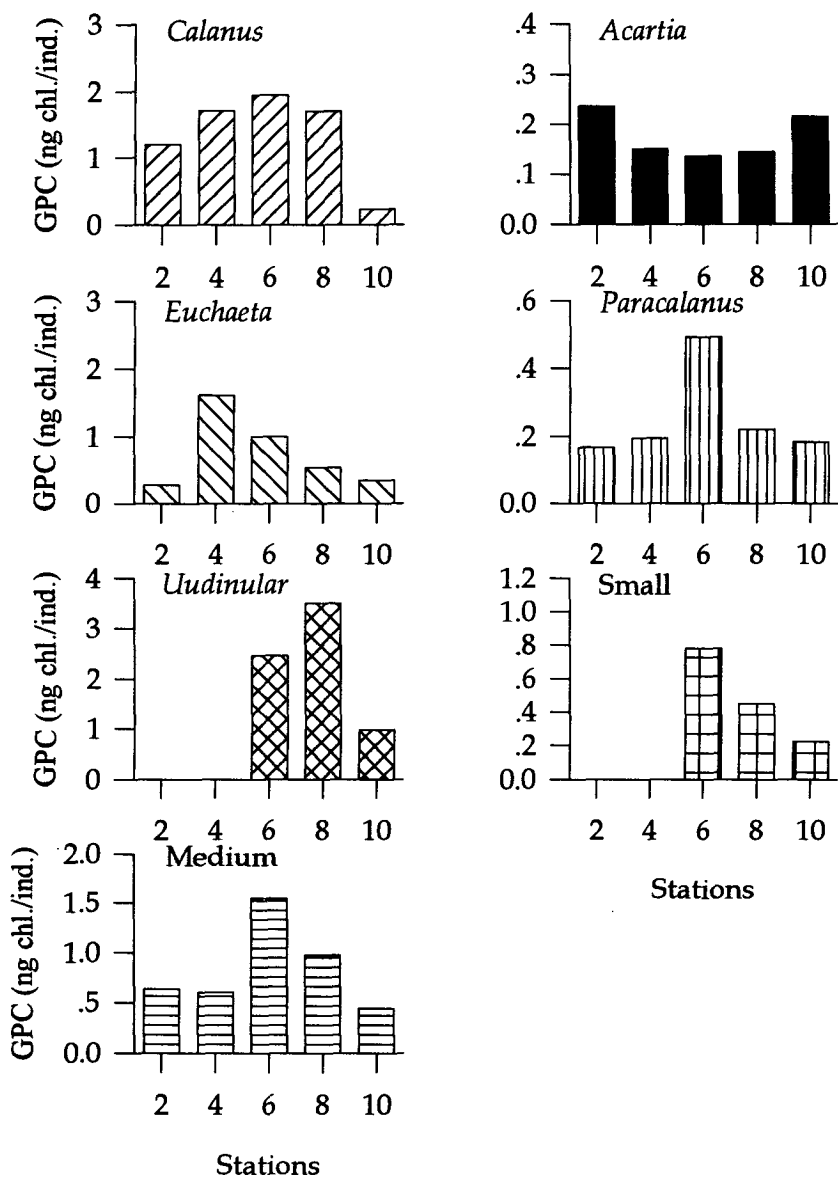 Calanus
GPC (ng chl./ind.)
3
2
1
0
2 4 6 8 10
Acartia
.4
.3
.2
.1
0.0
2 4 6 8 10
Euchaeta
GPC (ng chl./ind.)
3
2
1
0
2 4 6 8 10
Paracalanus
.6
.4
.2
0.0
2 4 6 8 10
Uudinular
GPC (ng chl./ind.)
4
3
2
1
0
2 4 6 8 10
Small
1.2
1.0
.8
.6
.4
.2
0.0
2 4 6 8 10
Stations
Medium
GPC (ng chl./ind.)
2.0
1.5
1.0
.5
0.0
2 4 6 8 10
Stations